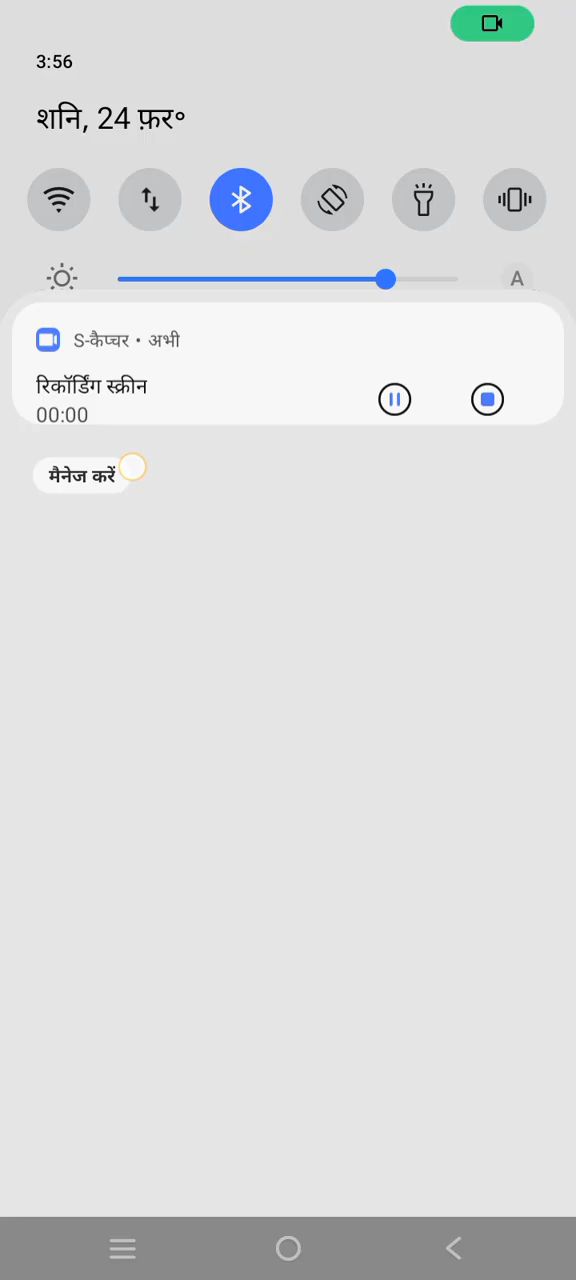 3:56
शनि, 24 फ़र॰
A
S-कैप्चर • अभी
रिकॉर्डिंग स्क्रीन
00:00
मैनेज करें